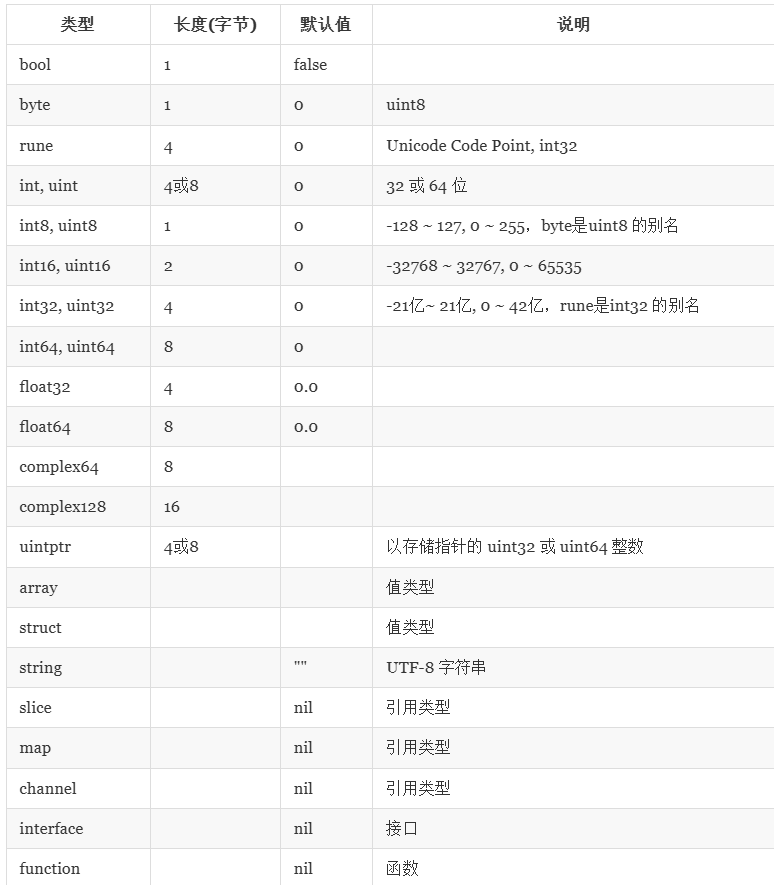 类型 长度(字节) 默认值 说明
bool 1 false
byte 1 0 uint8
rune 4 0 Unicode Code Point, int32
int, uint 4或8 0 32 或 64 位
int8, uint8 1 0 -128 ~ 127, 0 ~ 255，byte是uint8 的别名
int16, uint16 2 0 -32768 ~ 32767, 0 ~ 65535
int32, uint32 4 0 -21亿~ 21亿, 0 ~ 42亿，rune是int32 的别名
int64, uint64 8 0
float32 4 0.0
float64 8 0.0
complex64 8
complex128 16
uintptr 4或8 以存储指针的 uint32 或 uint64 整数
array 值类型
struct 值类型
string "" UTF-8 字符串
slice nil 引用类型
map nil 引用类型
channel nil 引用类型
interface nil 接口
function nil 函数